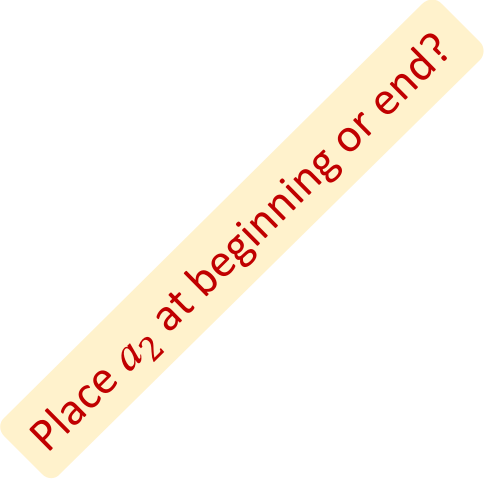 Place a₂ at beginning or end?